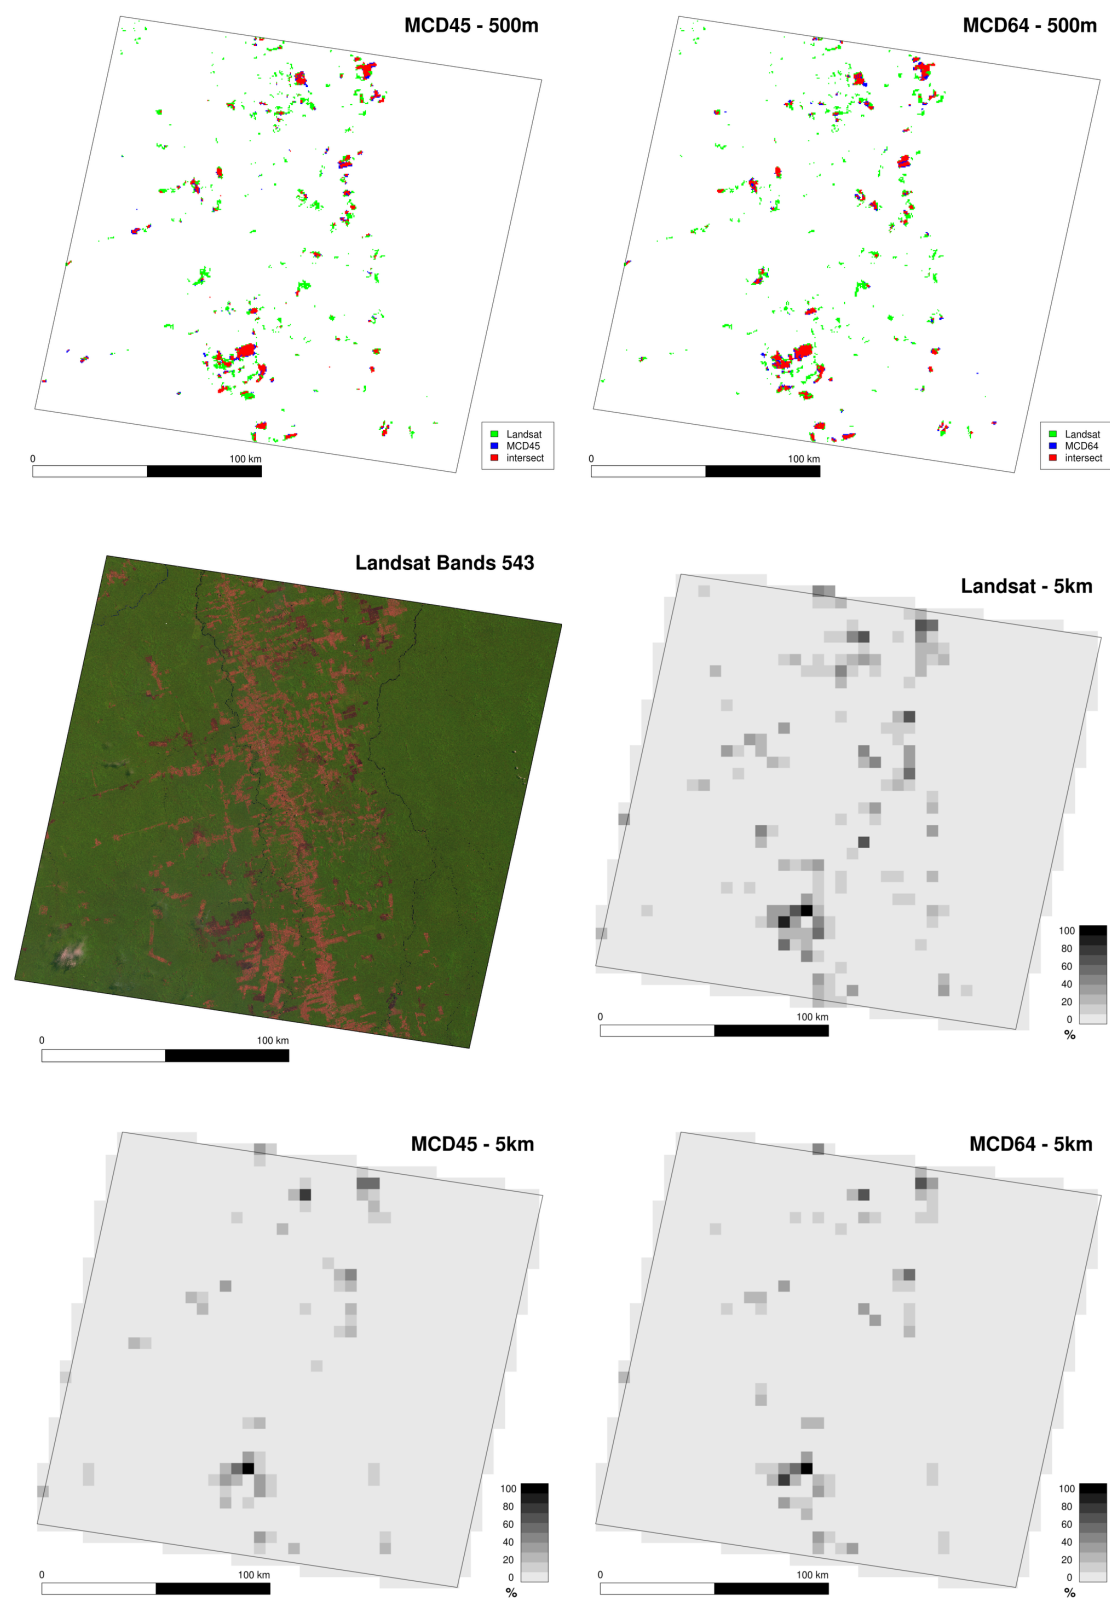 MCD45 - 500m
Landsat
MCD45
intersect
0 100 km
MCD64 - 500m
Landsat
MCD64
intersect
0 100 km
Landsat Bands 543
0 100 km
Landsat - 5km
100
80
60
40
20
0
%
0 100 km
MCD45 - 5km
100
80
60
40
20
0
%
0 100 km
MCD64 - 5km
100
80
60
40
20
0
%
0 100 km